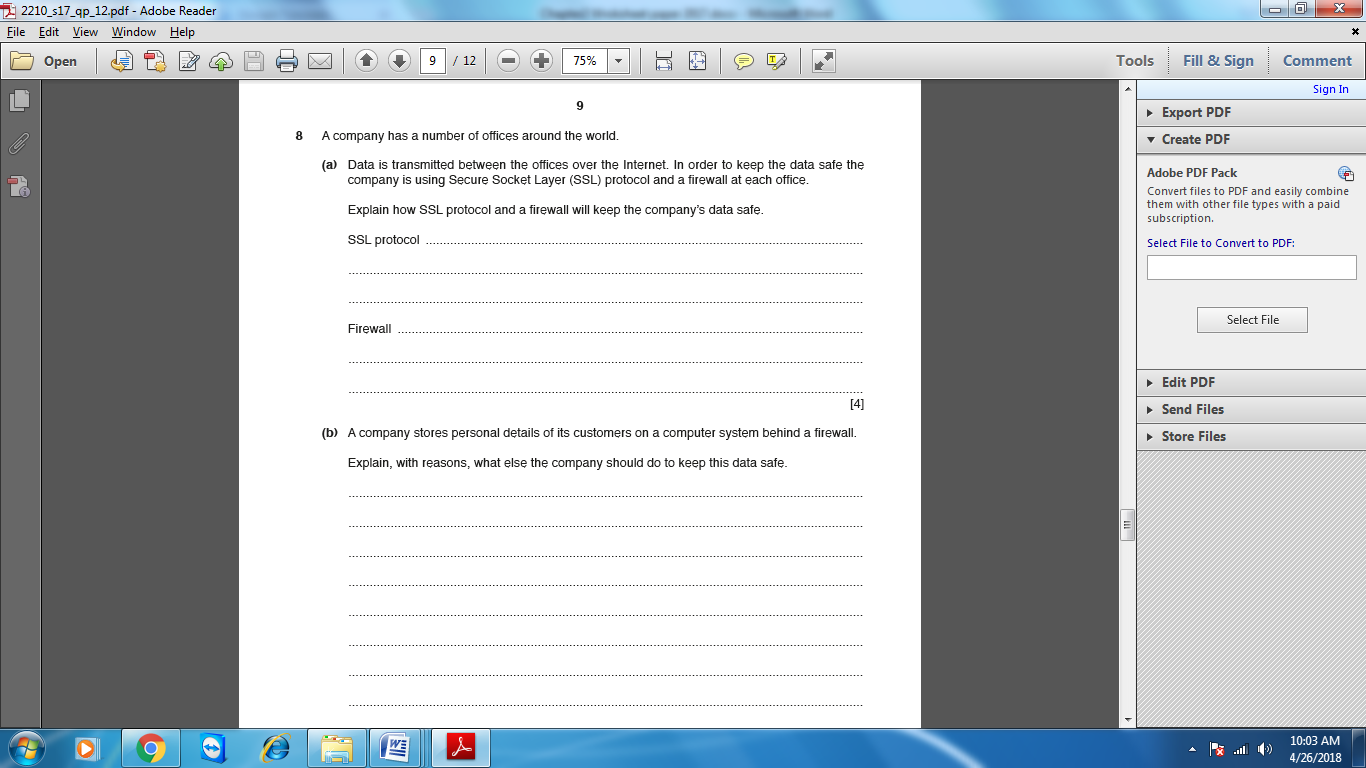 2210_s17_qp_12.pdf - Adobe Reader
File Edit View Window Help
Open 9 / 12 75% Tools Fill & Sign Comment
Sign In
Export PDF
Create PDF
Adobe PDF Pack
Convert files to PDF and easily combine
them with other file types with a paid
subscription.
Select File to Convert to PDF:
Select File
Edit PDF
Send Files
Store Files
9
8 A company has a number of offices around the world.
(a) Data is transmitted between the offices over the Internet. In order to keep the data safe the
company is using Secure Socket Layer (SSL) protocol and a firewall at each office.
Explain how SSL protocol and a firewall will keep the company's data safe.
SSL protocol
Firewall
[4]
(b) A company stores personal details of its customers on a computer system behind a firewall.
Explain, with reasons, what else the company should do to keep this data safe.
10:03 AM
4/26/2018